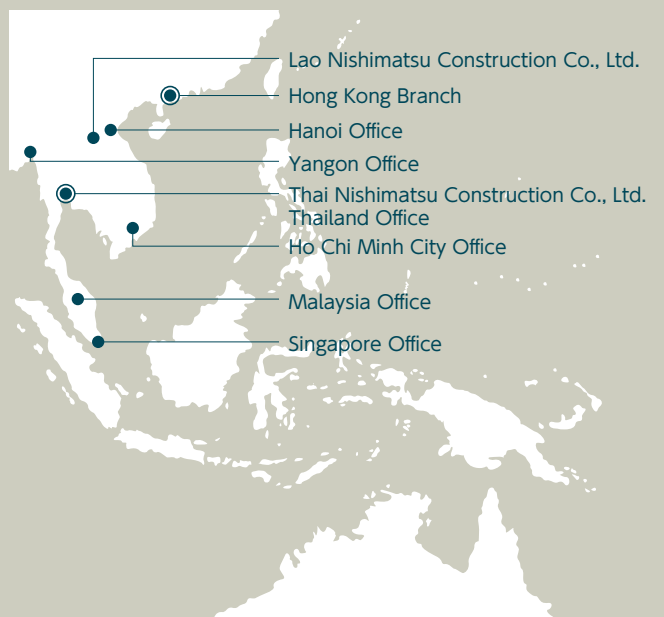 Lao Nishimatsu Construction Co., Ltd.
Hong Kong Branch
Hanoi Office
Yangon Office
Thai Nishimatsu Construction Co., Ltd.
Thailand Office
Ho Chi Minh City Office
Malaysia Office
Singapore Office